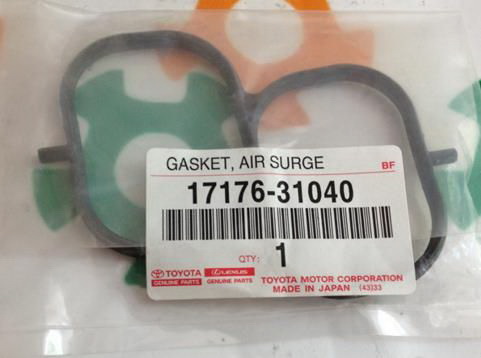 GASKET, AIR SURGE BF
17176-31040
QTY: 1
TOYOTA LEXUS TOYOTA MOTOR CORPORATION
GENUINE PARTS GENUINE PARTS MADE IN JAPAN (43)33